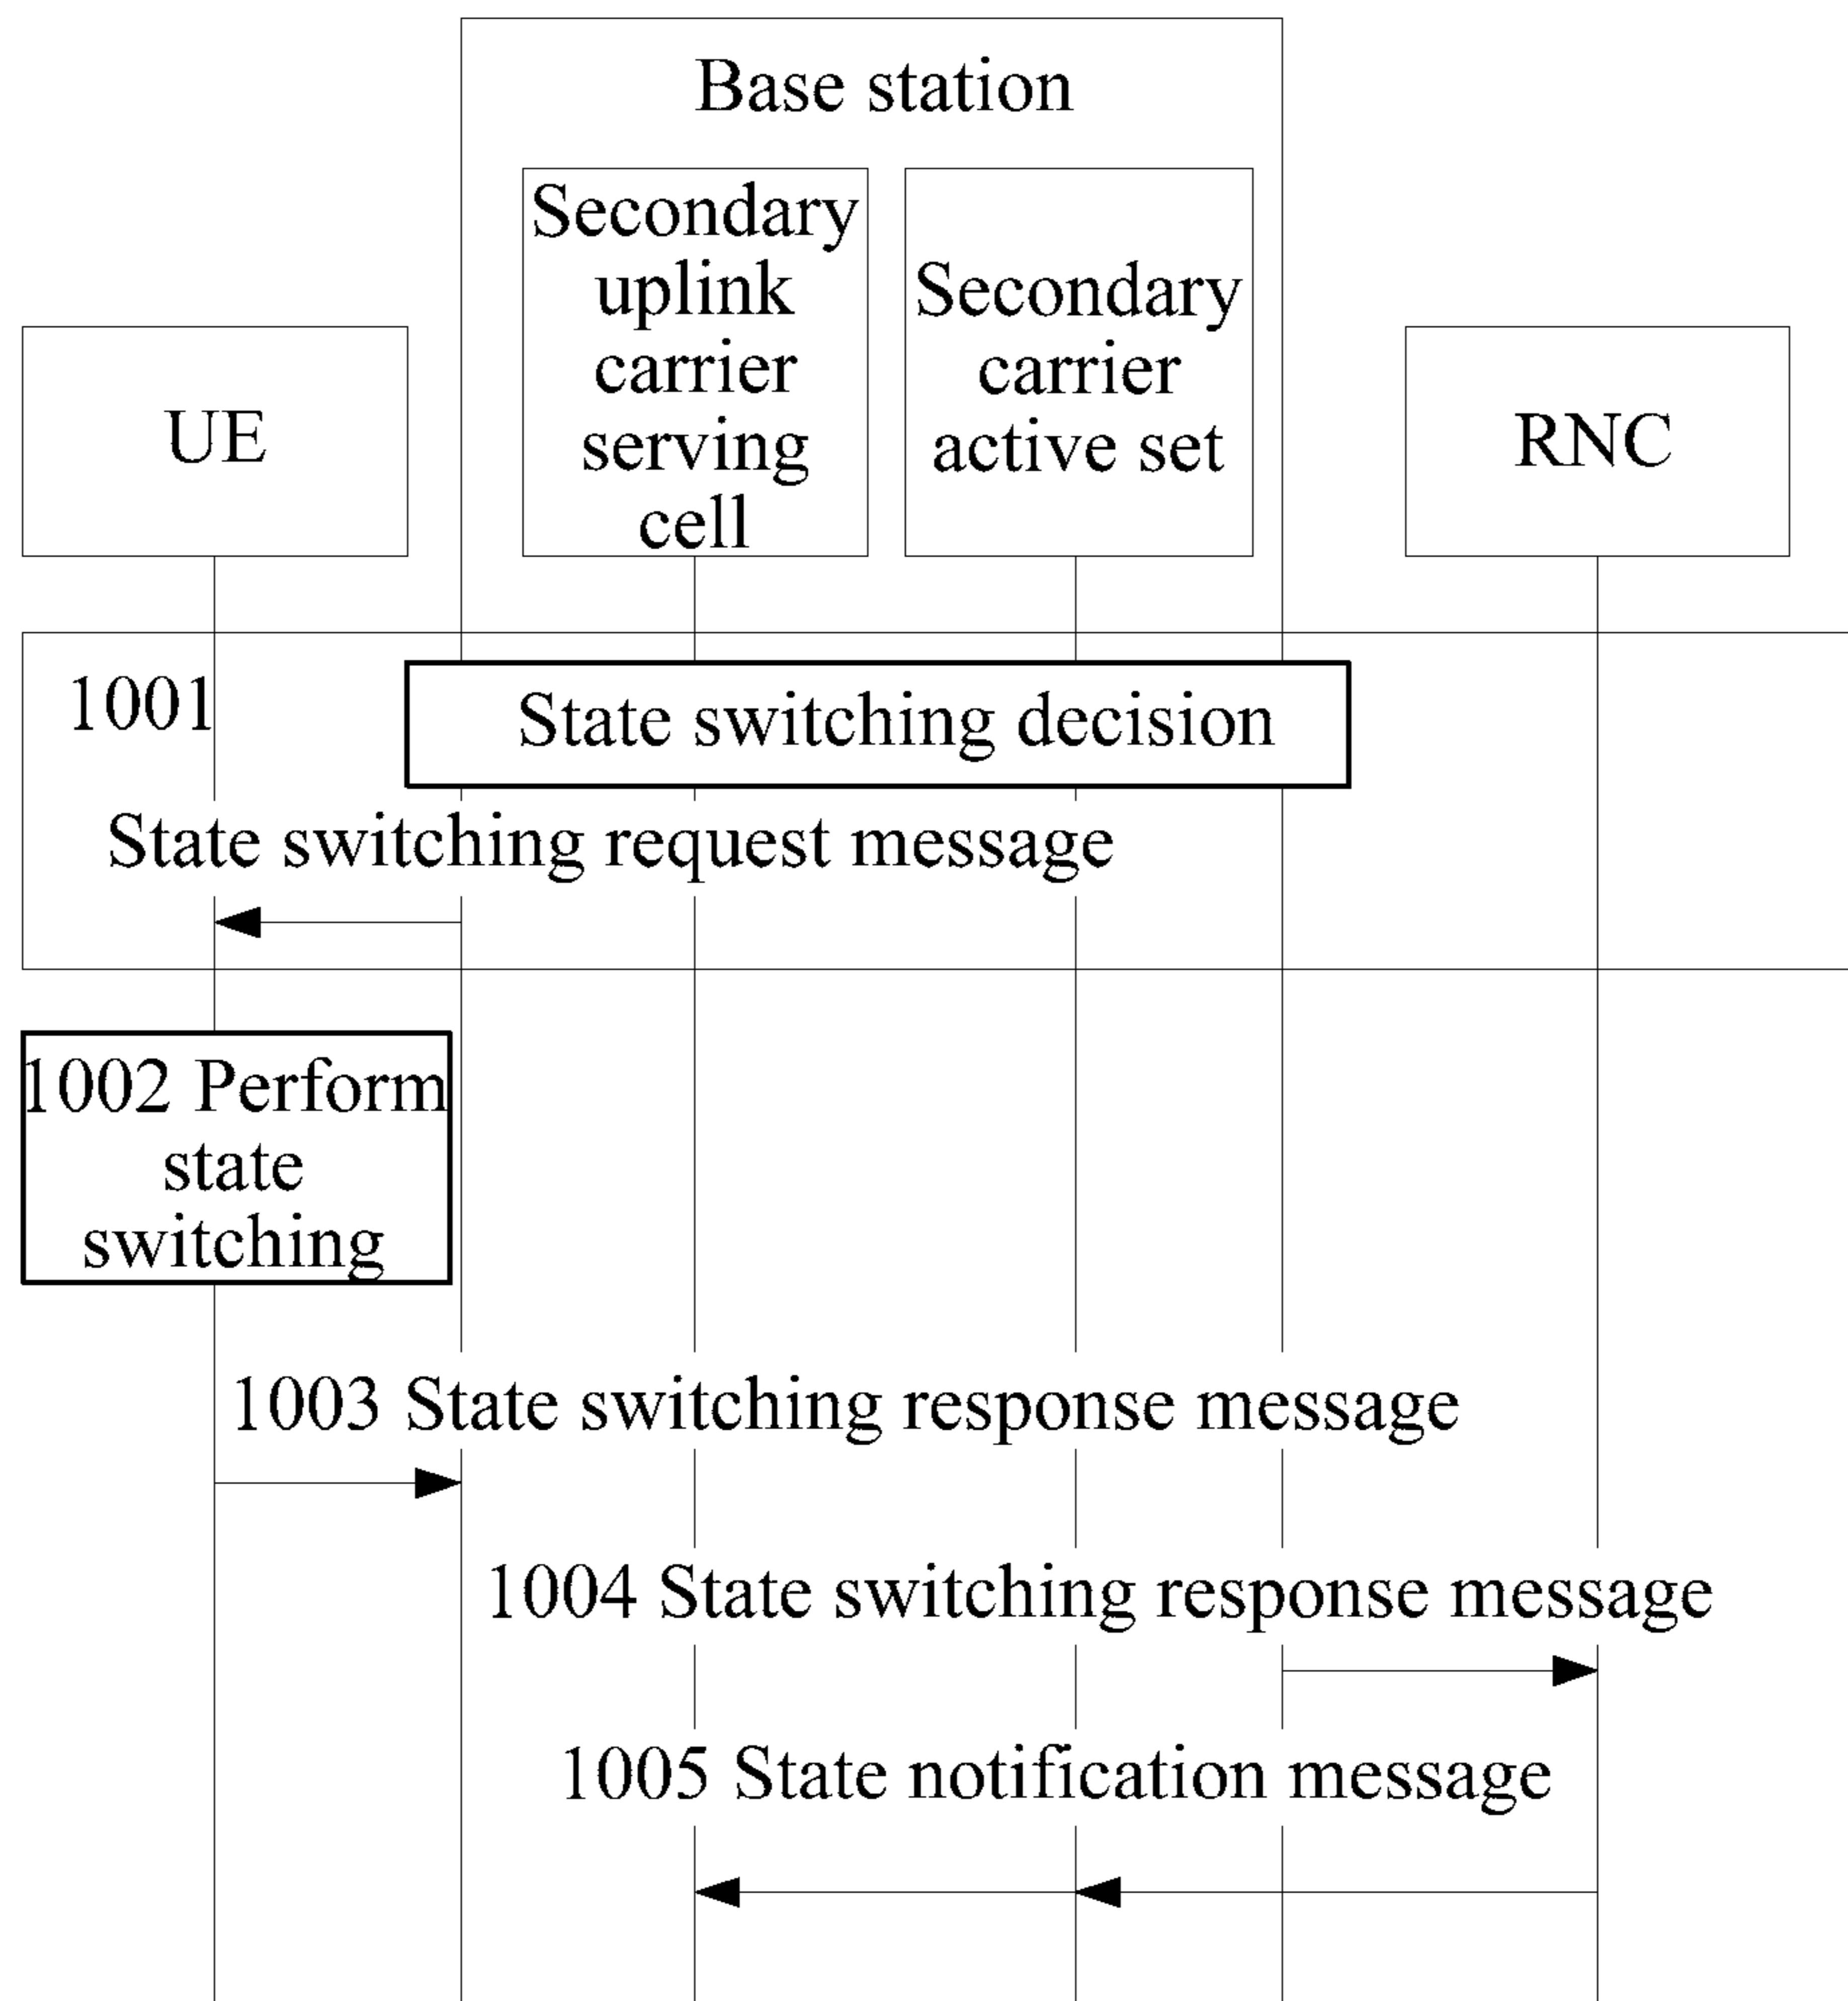 Base station
Secondary
uplink
carrier
serving
cell
Secondary
carrier
active set
UE
RNC
1001
State switching decision
State switching request message
1002 Perform
state
switching
1003 State switching response message
1004 State switching response message
1005 State notification message